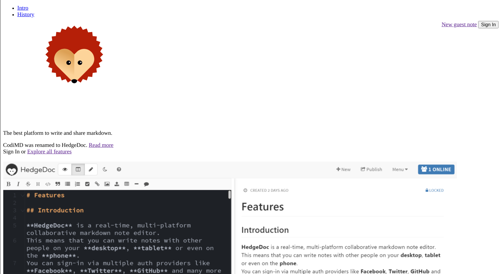 Intro
History
New guest note Sign In
The best platform to write and share markdown.
CodiMD was renamed to HedgeDoc. Read more
Sign In or Explore all features
HedgeDoc New Publish Menu 1 ONLINE
CREATED 2 DAYS AGO LOCKED
# Features
## Introduction
**HedgeDoc** is a real-time, multi-platform
collaborative markdown note editor.
This means that you can write notes with other
people on your **desktop**, **tablet** or even on
the **phone**.
You can sign-in via multiple auth providers like
**Facebook**, **Twitter**, **GitHub** and many more
Features
Introduction
HedgeDoc is a real-time, multi-platform collaborative markdown note editor.
This means that you can write notes with other people on your desktop, tablet
or even on the phone.
You can sign-in via multiple auth providers like Facebook, Twitter, GitHub and